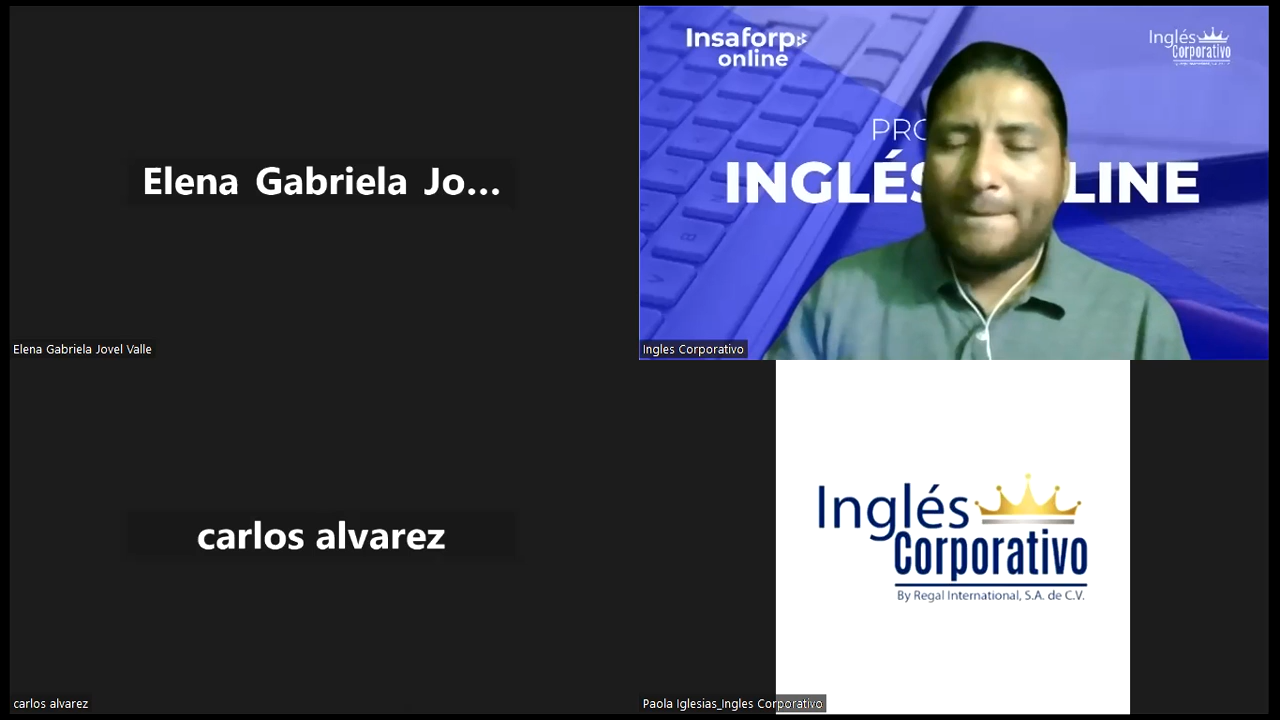 Elena Gabriela Jo...
Elena Gabriela Jovel Valle
Insaforp
online
Inglés
Corporativo
PRO
INGLÉS
LINE
Ingles Corporativo
carlos alvarez
carlos alvarez
Inglés
Corporativo
By Regal International, S.A. de C.V.
Paola Iglesias_Ingles Corporativo